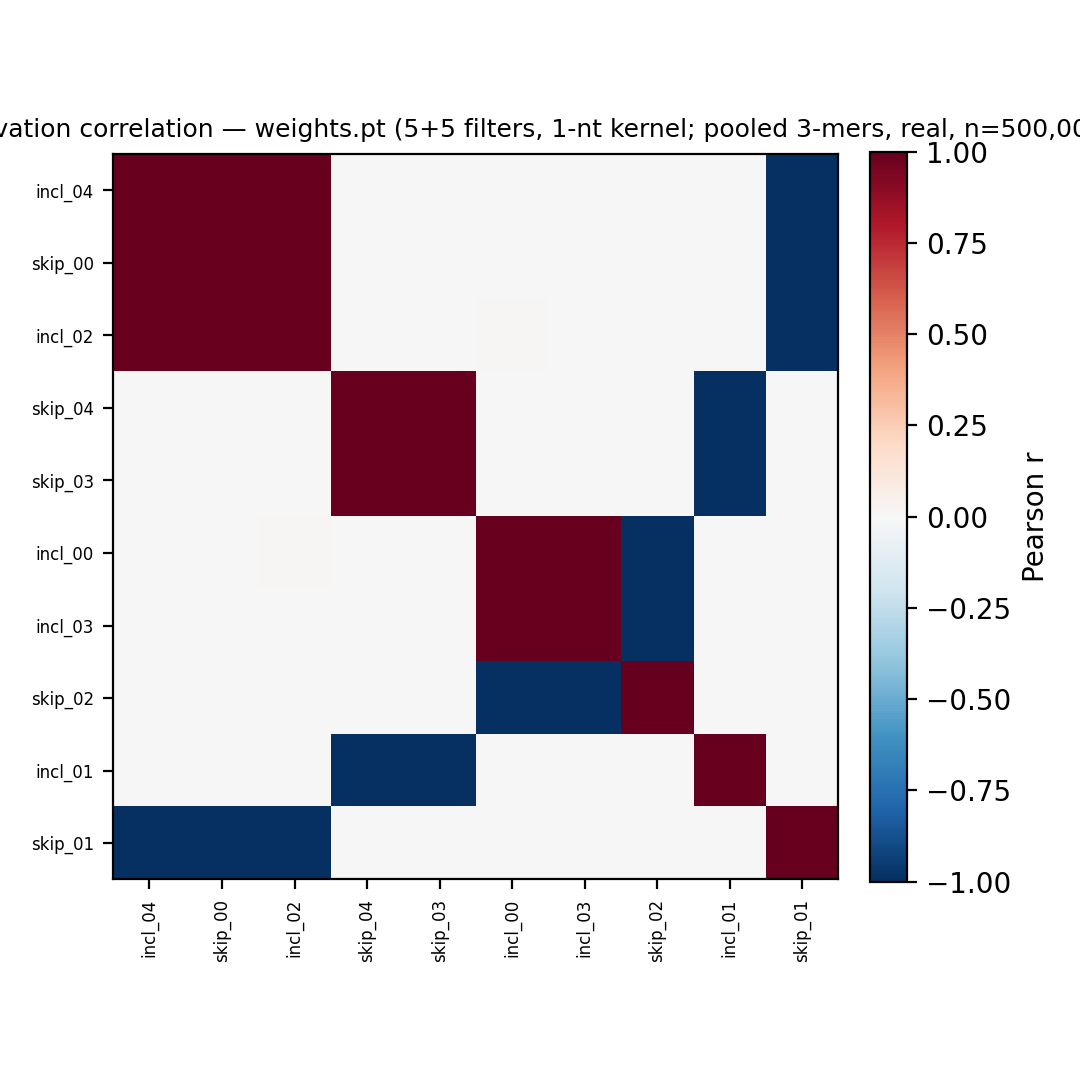 vation correlation — weights.pt (5+5 filters, 1-nt kernel; pooled 3-mers, real, n=500,00
incl_04
skip_00
incl_02
skip_04
skip_03
incl_00
incl_03
skip_02
incl_01
skip_01
incl_04
skip_00
incl_02
skip_04
skip_03
incl_00
incl_03
skip_02
incl_01
skip_01
1.00
0.75
0.50
0.25
0.00
−0.25
−0.50
−0.75
−1.00
Pearson r